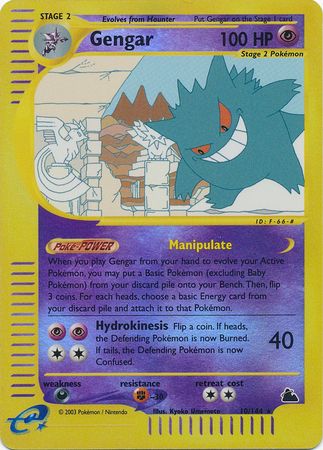 STAGE 2
Evolves from Haunter
Put Gengar on the Stage 1 card
Gengar
100 HP
Stage 2 Pokémon
ID: F-66-#
Poké-POWER
Manipulate
When you play Gengar from your hand to evolve your Active
Pokémon, you may put a Basic Pokémon (excluding Baby
Pokémon) from your discard pile onto your Bench. Then, flip
3 coins. For each heads, choose a basic Energy card from
your discard pile and attach it to that Pokémon.
Hydrokinesis Flip a coin. If heads,
the Defending Pokémon is now Burned.
If tails, the Defending Pokémon is now
Confused.
40
weakness
resistance
retreat cost
-30
e
© 2003 Pokémon / Nintendo
Illus. Kyoko Umemoto
10/144